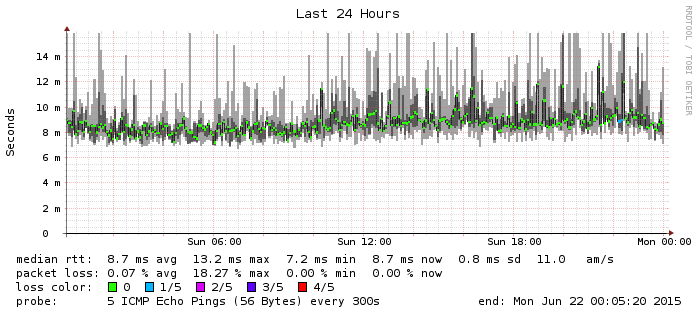 Last 24 Hours
RRDTOOL / TOBI OETIKER
Seconds
14 m
12 m
10 m
8 m
6 m
4 m
2 m
0
Sun 06:00 Sun 12:00 Sun 18:00 Mon 00:00
median rtt: 8.7 ms avg 13.2 ms max 7.2 ms min 8.7 ms now 0.8 ms sd 11.0 am/s
packet loss: 0.07 % avg 18.27 % max 0.00 % min 0.00 % now
loss color: 0 1/5 2/5 3/5 4/5
probe: 5 ICMP Echo Pings (56 Bytes) every 300s end: Mon Jun 22 00:05:20 2015